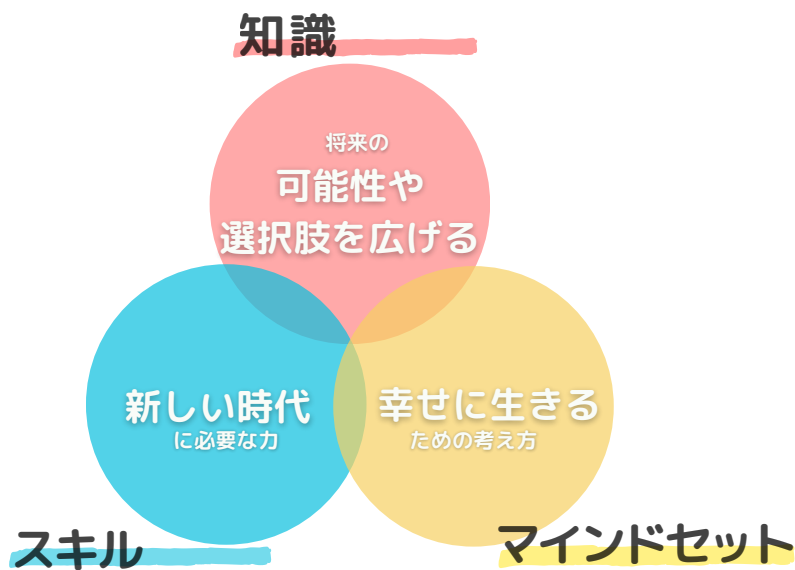 知識
将来の
可能性や
選択肢を広げる
新しい時代
に必要な力
幸せに生きる
ための考え方
スキル
マインドセット